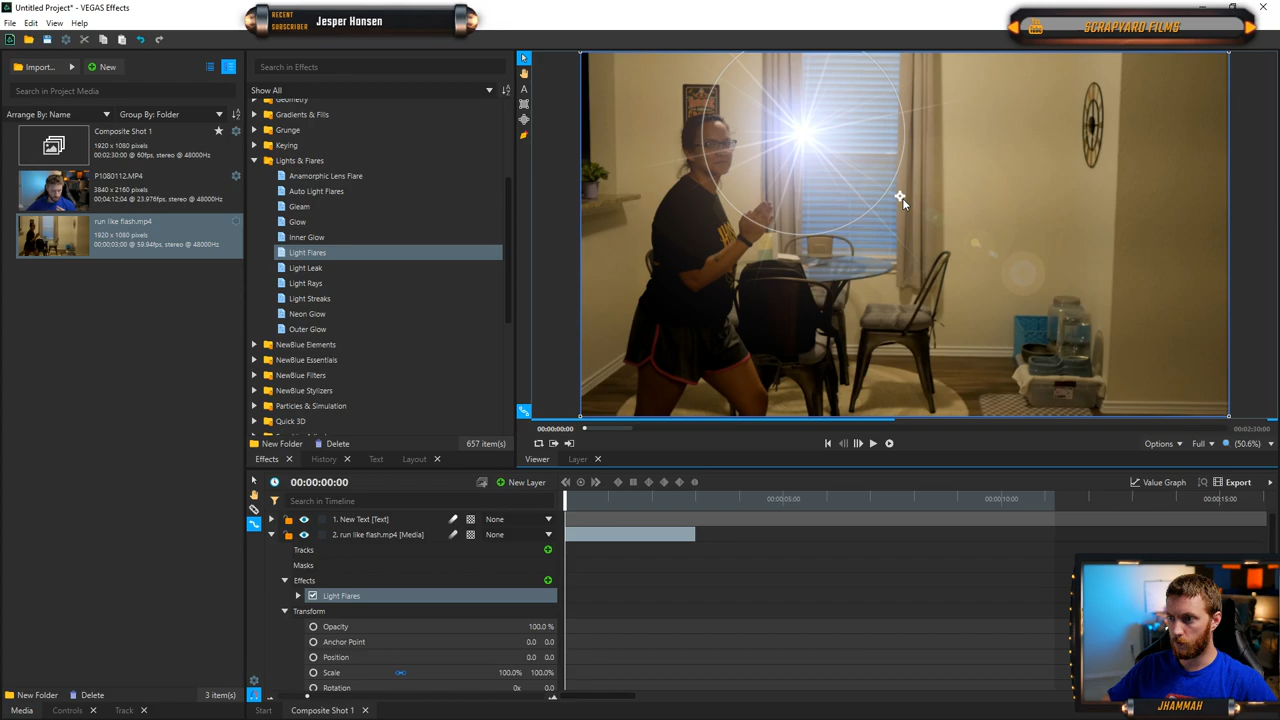 Untitled Project* - VEGAS Effects
File Edit View Help
RECENT SUBSCRIBER Jesper Hansen
YouTube SCRAPYARD FILMS
Import... New
Search in Project Media
Arrange By: Name Group By: Folder
Composite Shot 1
1920 x 1080 pixels
00:02:30:00 @ 60fps, stereo @ 48000Hz
P1080112.MP4
3840 x 2160 pixels
00:04:12:04 @ 23.976fps, stereo @ 48000Hz
run like flash.mp4
1920 x 1080 pixels
00:00:03;00 @ 59.94fps, stereo @ 48000Hz
New Folder Delete 3 item(s)
Media Controls Track
Search in Effects
Show All
Geometry
Gradients & Fills
Grunge
Keying
Lights & Flares
Anamorphic Lens Flare
Auto Light Flares
Gleam
Glow
Inner Glow
Light Flares
Light Leak
Light Rays
Light Streaks
Neon Glow
Outer Glow
NewBlue Elements
NewBlue Essentials
NewBlue Filters
NewBlue Stylizers
Particles & Simulation
Quick 3D
New Folder Delete 657 item(s)
Effects History Text Layout
00:00:00:00 00:02:30:00
Options Full (50.6%)
Viewer Layer
00:00:00:00 New Layer Value Graph Export
Search in Timeline 00:00:05:00 00:00:10:00 00:00:15:00
1. New Text [Text] None
2. run like flash.mp4 [Media] None
Tracks
Masks
Effects
Light Flares
Transform
Opacity 100.0 %
Anchor Point 0.0 0.0
Position 0.0 0.0
Scale 100.0% 100.0%
Rotation 0x 0.0
Start Composite Shot 1
JHAMMAH